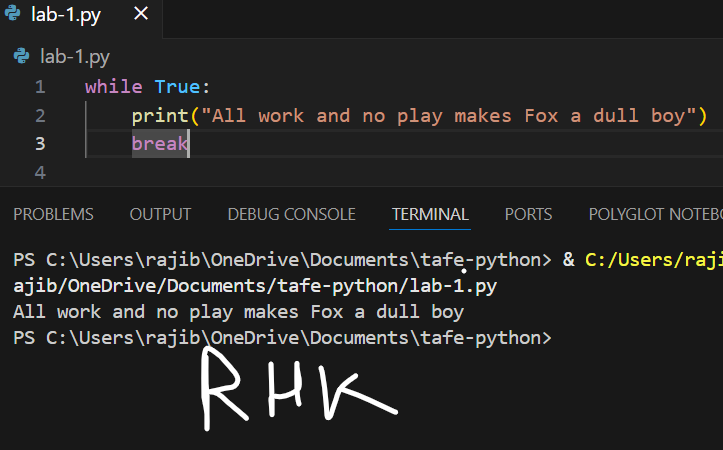 lab-1.py
lab-1.py
1 while True:
2 print("All work and no play makes Fox a dull boy")
3 break
4
PROBLEMS OUTPUT DEBUG CONSOLE TERMINAL PORTS POLYGLOT NOTEBO
PS C:\Users\rajib\OneDrive\Documents\tafe-python> & C:/Users/raji
ajib/OneDrive/Documents/tafe-python/lab-1.py
All work and no play makes Fox a dull boy
PS C:\Users\rajib\OneDrive\Documents\tafe-python>
RHK